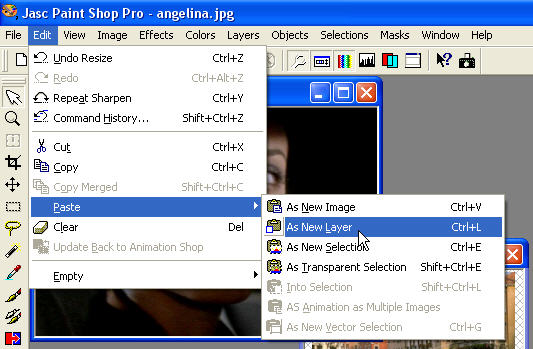 Jasc Paint Shop Pro - angelina.jpg
File Edit View Image Effects Colors Layers Objects Selections Masks Window Help
Undo Resize Ctrl+Z
Redo Ctrl+Alt+Z
Repeat Sharpen Ctrl+Y
Command History... Shift+Ctrl+Z
Cut Ctrl+X
Copy Ctrl+C
Copy Merged Shift+Ctrl+C
Paste
Clear Del
Update Back to Animation Shop
Empty
As New Image Ctrl+V
As New Layer Ctrl+L
As New Selection Ctrl+E
As Transparent Selection Shift+Ctrl+E
Into Selection Shift+Ctrl+L
AS Animation as Multiple Images
As New Vector Selection Ctrl+G